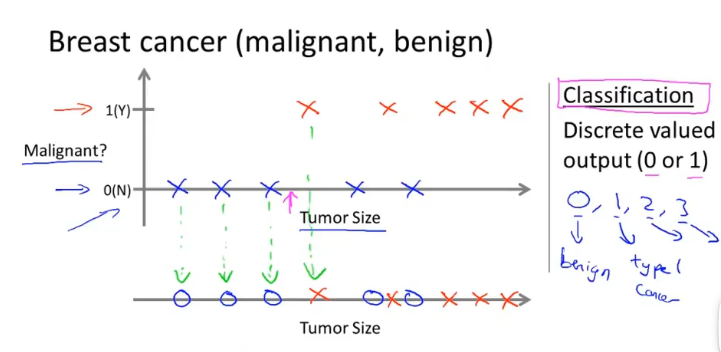 Breast cancer (malignant, benign)
1(Y)
Malignant?
0(N)
Tumor Size
Tumor Size
Classification
Discrete valued
output (0 or 1)
0, 1, 2, 3
benign type 1
cancer